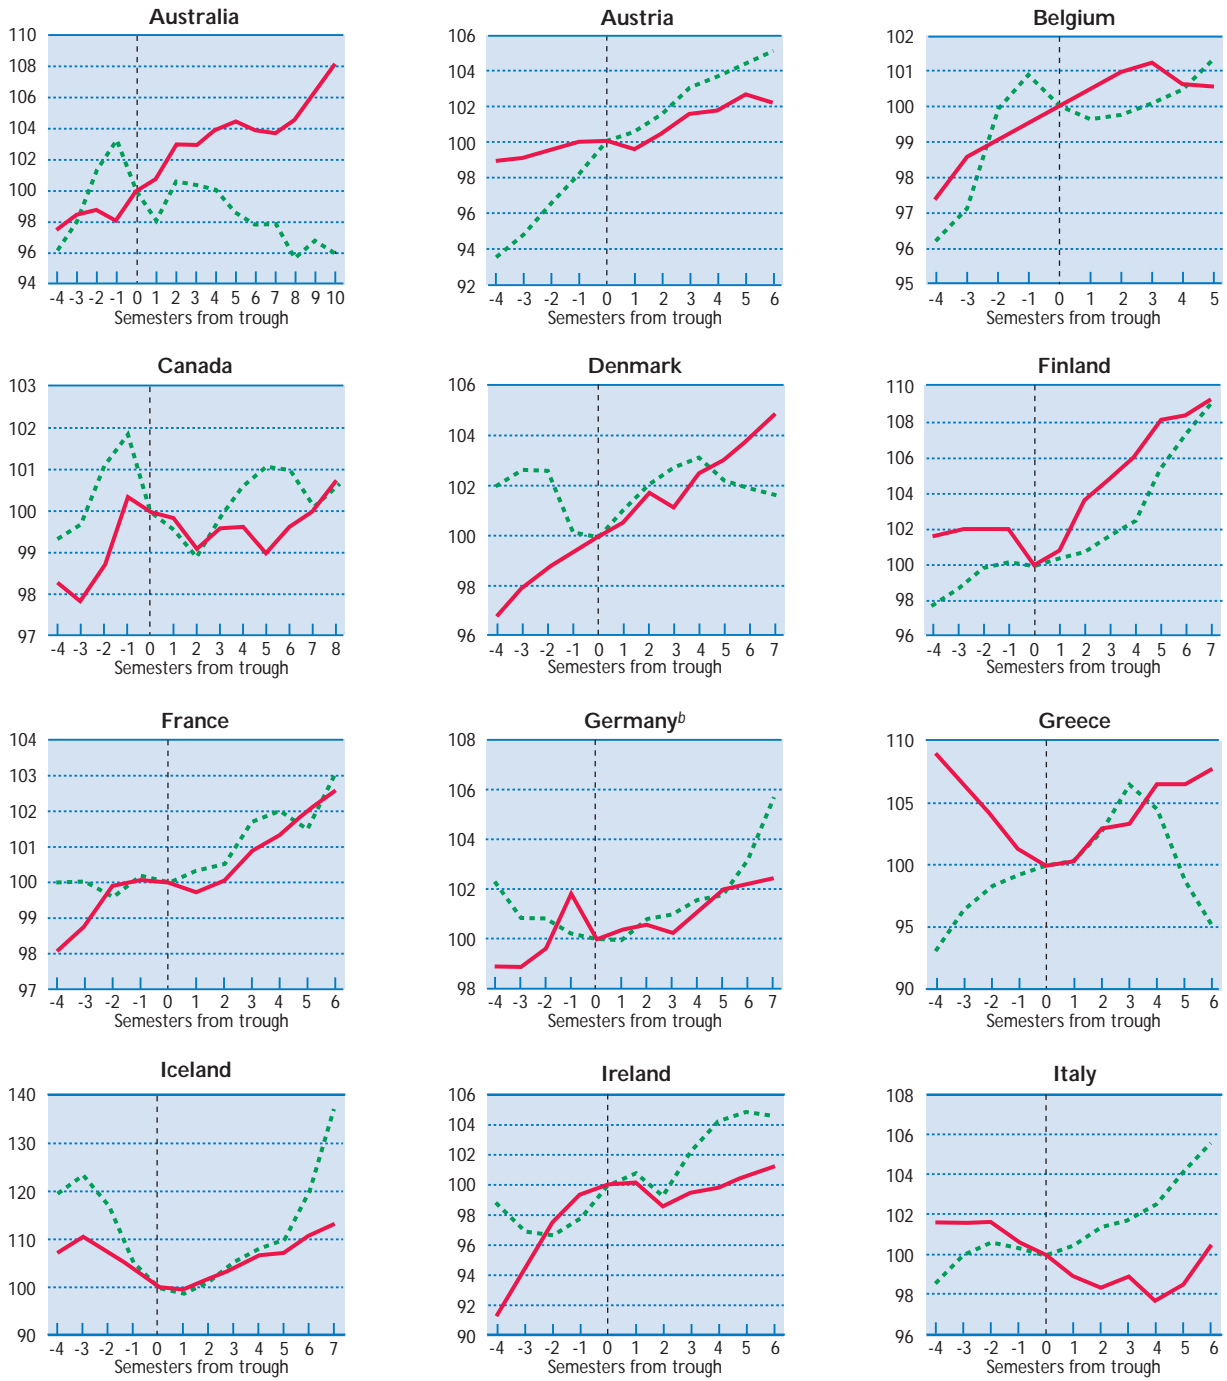 Australia
110
108
106
104
102
100
98
96
94
-4 -3 -2 -1 0 1 2 3 4 5 6 7 8 9 10
Semesters from trough
Austria
106
104
102
100
98
96
94
92
-4 -3 -2 -1 0 1 2 3 4 5 6
Semesters from trough
Belgium
102
101
100
99
98
97
96
95
-4 -3 -2 -1 0 1 2 3 4 5
Semesters from trough
Canada
103
102
101
100
99
98
97
-4 -3 -2 -1 0 1 2 3 4 5 6 7 8
Semesters from trough
Denmark
106
104
102
100
98
96
-4 -3 -2 -1 0 1 2 3 4 5 6 7
Semesters from trough
Finland
110
108
106
104
102
100
98
96
-4 -3 -2 -1 0 1 2 3 4 5 6 7
Semesters from trough
France
104
103
102
101
100
99
98
97
-4 -3 -2 -1 0 1 2 3 4 5 6
Semesters from trough
Germanyb
108
106
104
102
100
98
-4 -3 -2 -1 0 1 2 3 4 5 6 7
Semesters from trough
Greece
110
105
100
95
90
-4 -3 -2 -1 0 1 2 3 4 5 6
Semesters from trough
Iceland
140
130
120
110
100
90
-4 -3 -2 -1 0 1 2 3 4 5 6 7
Semesters from trough
Ireland
106
104
102
100
98
96
94
92
90
-4 -3 -2 -1 0 1 2 3 4 5 6
Semesters from trough
Italy
108
106
104
102
100
98
96
-4 -3 -2 -1 0 1 2 3 4 5 6
Semesters from trough